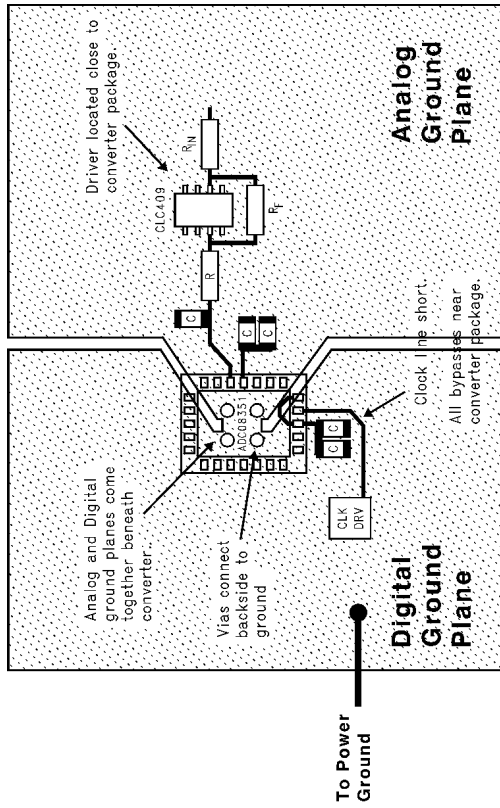 Driver located close to
converter package.
Analog
Ground
Plane
CLC409
R_IN
R_F
R
C
C
C
ADC08351
Clock line short.
All bypasses near
converter package.
Analog and Digital
ground planes come
together beneath
converter..
Vias connect
backside to
ground
C
C
CLK
DRV
Digital
Ground
Plane
To Power
Ground